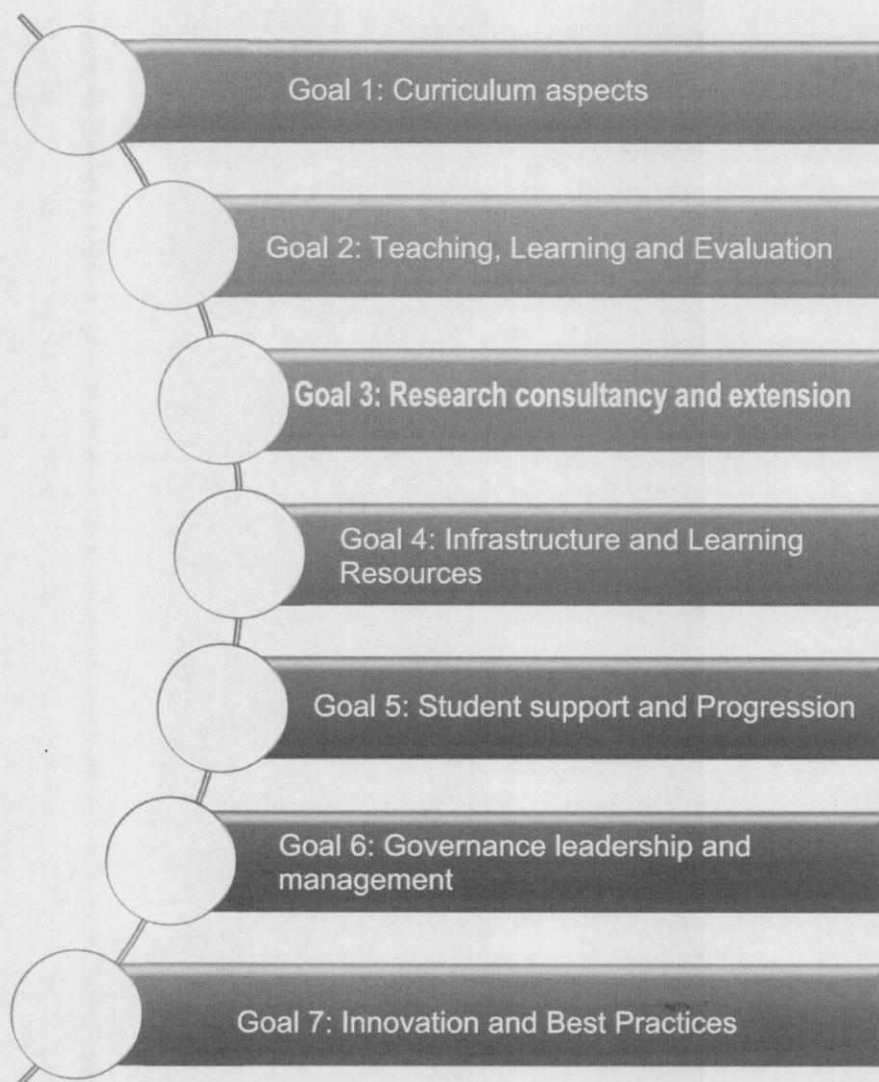 Goal 1: Curriculum aspects
Goal 2: Teaching, Learning and Evaluation
Goal 3: Research consultancy and extension
Goal 4: Infrastructure and Learning
Resources
Goal 5: Student support and Progression
Goal 6: Governance leadership and
management
Goal 7: Innovation and Best Practices